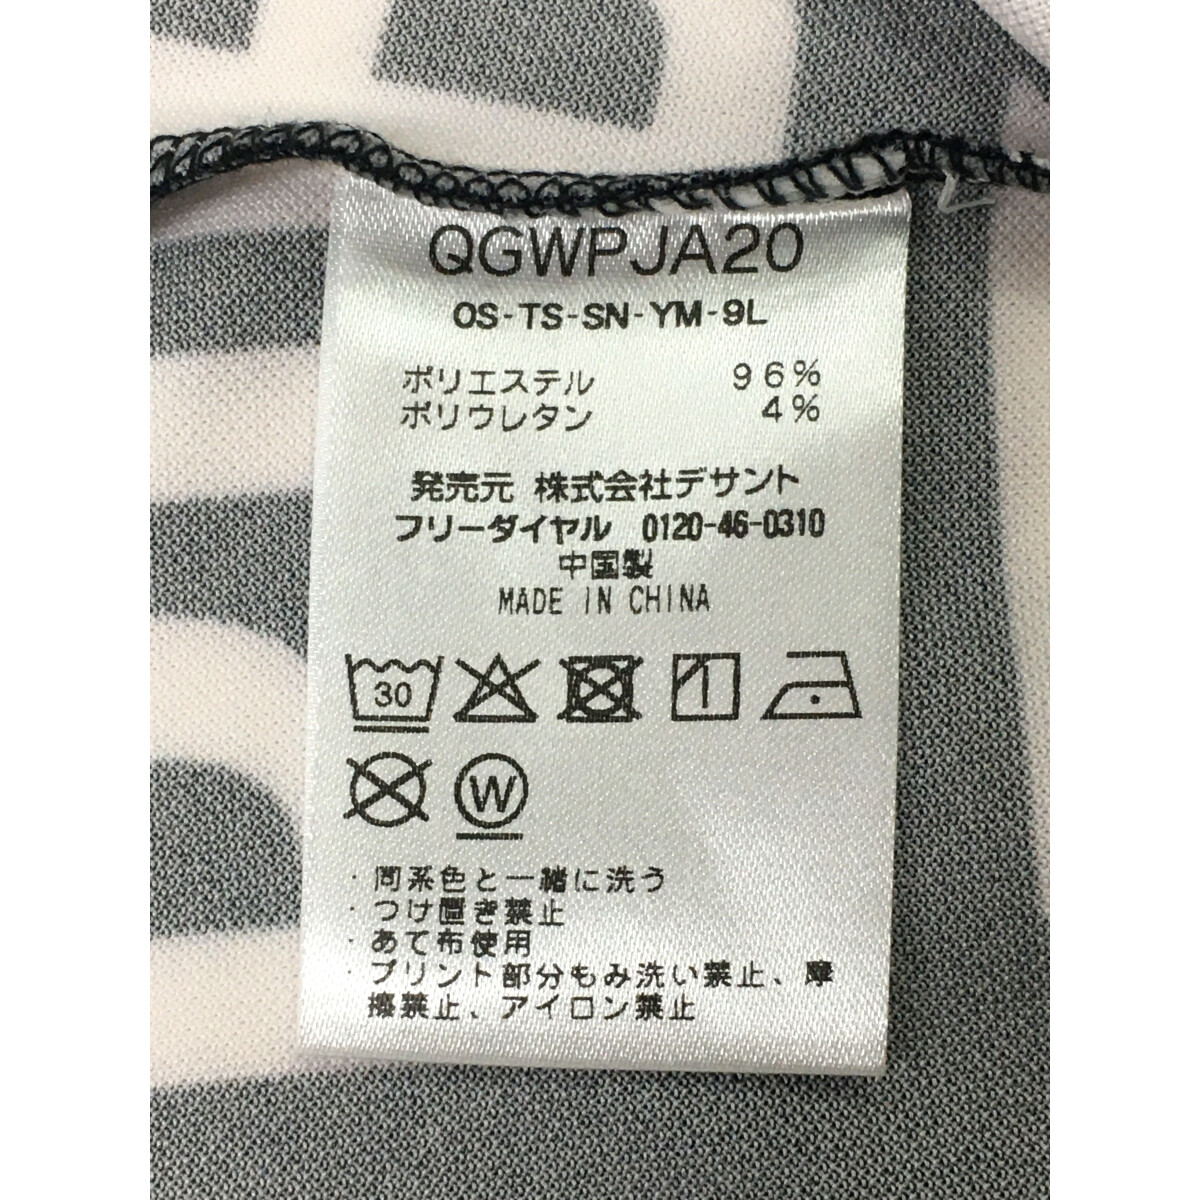 QGWPJA20
OS-TS-SN-YM-9L
ポリエステル 96%
ポリウレタン 4%
発売元 株式会社デサント
フリーダイヤル 0120-46-0310
中国製
MADE IN CHINA
30
W
・同系色と一緒に洗う
・つけ置き禁止
・あて布使用
・プリント部分もみ洗い禁止、摩
擦禁止、アイロン禁止